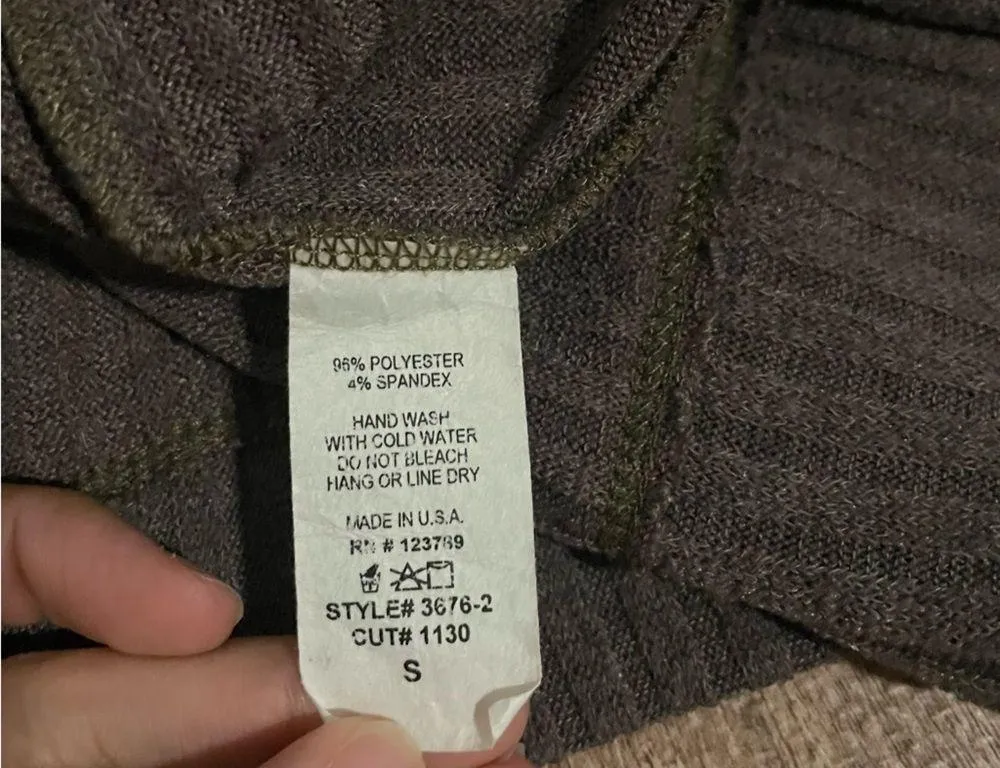 96% POLYESTER
4% SPANDEX
HAND WASH
WITH COLD WATER
DO NOT BLEACH
HANG OR LINE DRY
MADE IN U.S.A.
RN # 123789
STYLE# 3676-2
CUT# 1130
S